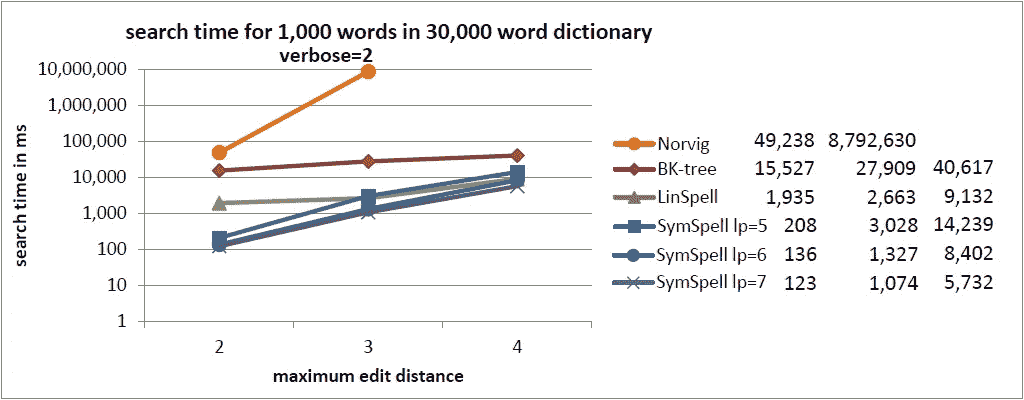 search time for 1,000 words in 30,000 word dictionary
verbose=2
search time in ms
10,000,000
1,000,000
100,000
10,000
1,000
100
10
1
2 3 4
maximum edit distance
Norvig 49,238 8,792,630
BK-tree 15,527 27,909 40,617
LinSpell 1,935 2,663 9,132
SymSpell lp=5 208 3,028 14,239
SymSpell lp=6 136 1,327 8,402
SymSpell lp=7 123 1,074 5,732